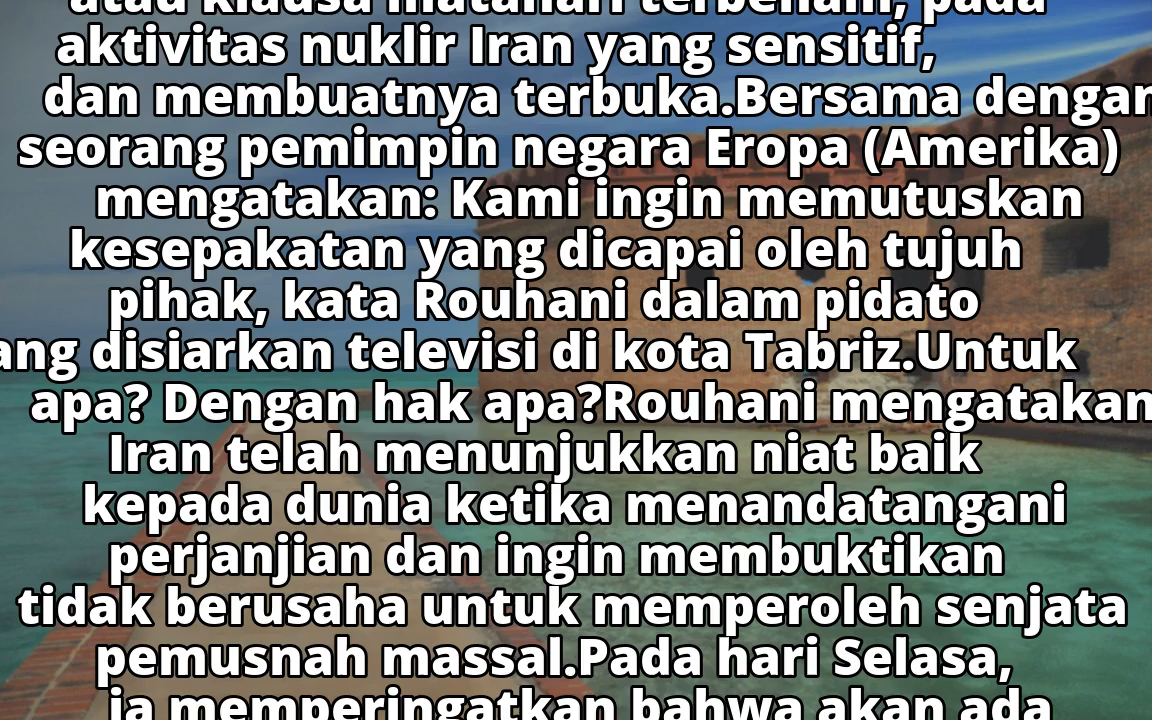 atau klausa matahari terbenam, pada
aktivitas nuklir Iran yang sensitif,
dan membuatnya terbuka.Bersama dengan
seorang pemimpin negara Eropa (Amerika)
mengatakan: Kami ingin memutuskan
kesepakatan yang dicapai oleh tujuh
pihak, kata Rouhani dalam pidato
ang disiarkan televisi di kota Tabriz.Untuk
apa? Dengan hak apa?Rouhani mengatakan
Iran telah menunjukkan niat baik
kepada dunia ketika menandatangani
perjanjian dan ingin membuktikan
tidak berusaha untuk memperoleh senjata
pemusnah massal.Pada hari Selasa,
ia memperingatkan bahwa akan ada